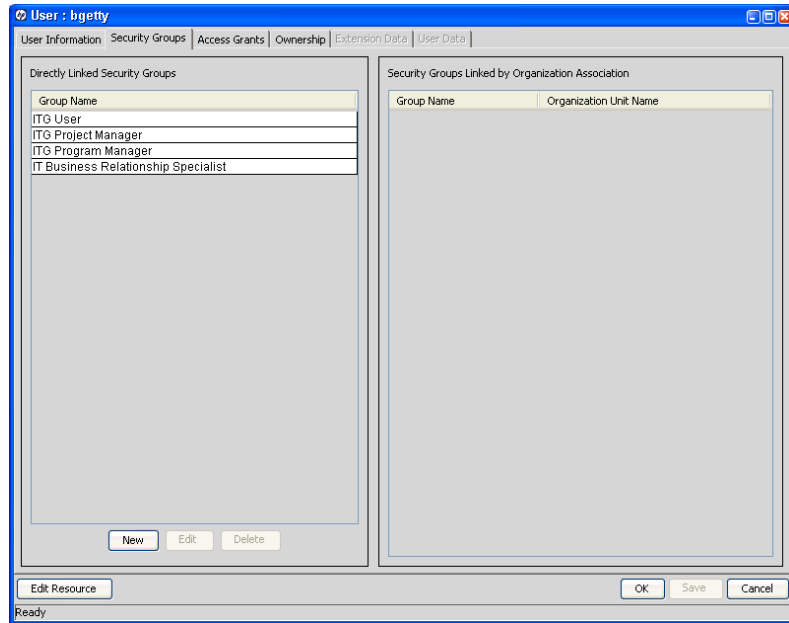 User : bgetty
User Information Security Groups Access Grants Ownership Extension Data User Data
Directly Linked Security Groups
Group Name
ITG User
ITG Project Manager
ITG Program Manager
IT Business Relationship Specialist
New Edit Delete
Security Groups Linked by Organization Association
Group Name Organization Unit Name
Edit Resource OK Save Cancel
Ready